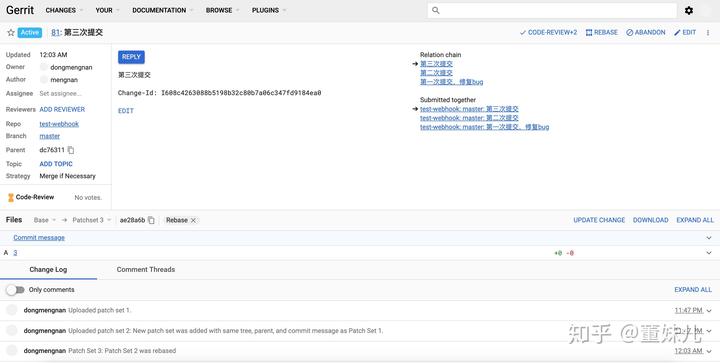 Gerrit CHANGES YOUR DOCUMENTATION BROWSE PLUGINS
Active 81: 第三次提交 CODE-REVIEW+2 REBASE ABANDON EDIT
Updated 12:03 AM
Owner dongmengnan
Author mengnan
Assignee Set assignee...
Reviewers ADD REVIEWER
Repo test-webhook
Branch master
Parent dc76311
Topic ADD TOPIC
Strategy Merge if Necessary
Code-Review No votes.
REPLY
第三次提交
Change-Id: I608c4263088b5198b32c80b7a06c347fd9184ea0
EDIT
Relation chain
→ 第三次提交
第二次提交
第一次提交、修复bug
Submitted together
→ test-webhook: master: 第三次提交
test-webhook: master: 第二次提交
test-webhook: master: 第一次提交、修复bug
Files Base → Patchset 3 ae28a6b Rebase UPDATE CHANGE DOWNLOAD EXPAND ALL
Commit message
A 3 +0 -0
Change Log Comment Threads
Only comments EXPAND ALL
dongmengnan Uploaded patch set 1. 11:47 PM
dongmengnan Uploaded patch set 2: New patch set was added with same tree, parent, and commit message as Patch Set 1.
dongmengnan Patch Set 3: Patch Set 2 was rebased 12:03 AM
知乎 @董妹儿